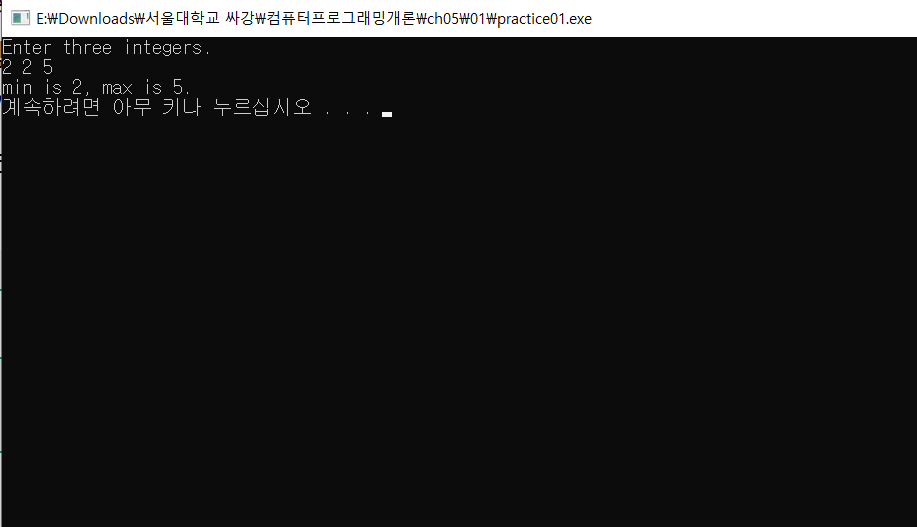 E:₩Downloads₩서울대학교 싸강₩컴퓨터프로그래밍개론₩ch05₩01₩practice01.exe
Enter three integers.
2 2 5
min is 2, max is 5.
계속하려면 아무 키나 누르십시오 . . .